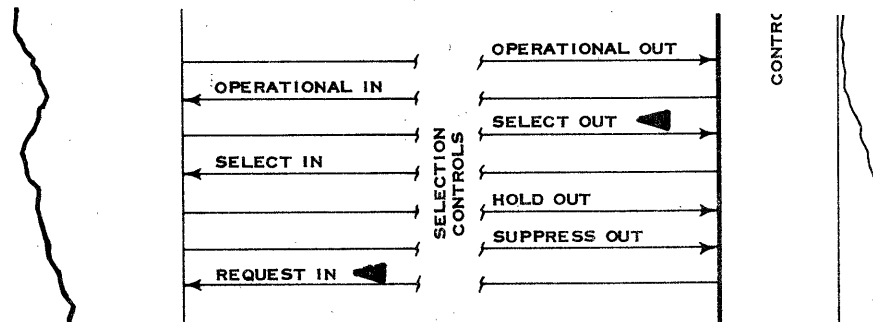 OPERATIONAL OUT
OPERATIONAL IN
SELECT OUT
SELECT IN
SELECTION
CONTROLS
HOLD OUT
SUPPRESS OUT
REQUEST IN